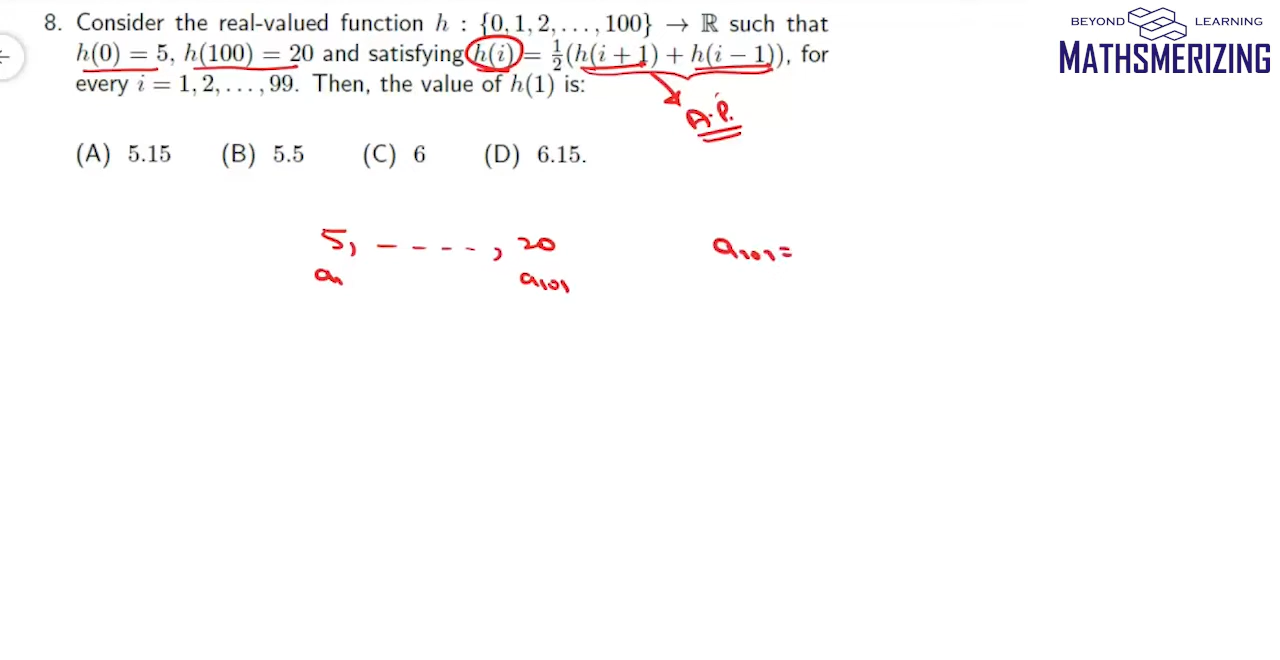 8. Consider the real-valued function h : {0, 1, 2, . . . , 100} → ℝ such that
h(0) = 5, h(100) = 20 and satisfying h(i) = ½(h(i + 1) + h(i − 1)), for
every i = 1, 2, . . . , 99. Then, the value of h(1) is:
A.P.
(A) 5.15 (B) 5.5 (C) 6 (D) 6.15.
5, - - - - , 20
a₁ a₁₀₁
a₁₀₁ =
BEYOND LEARNING
MATHSMERIZING